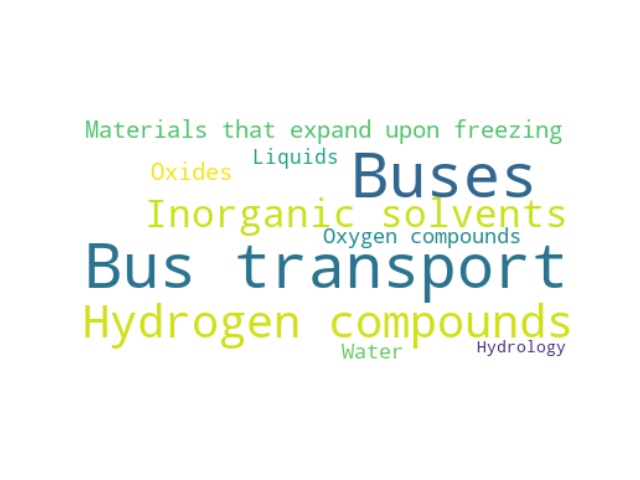 Materials that expand upon freezing
Liquids
Oxides
Buses
Inorganic solvents
Oxygen compounds
Bus transport
Hydrogen compounds
Water
Hydrology